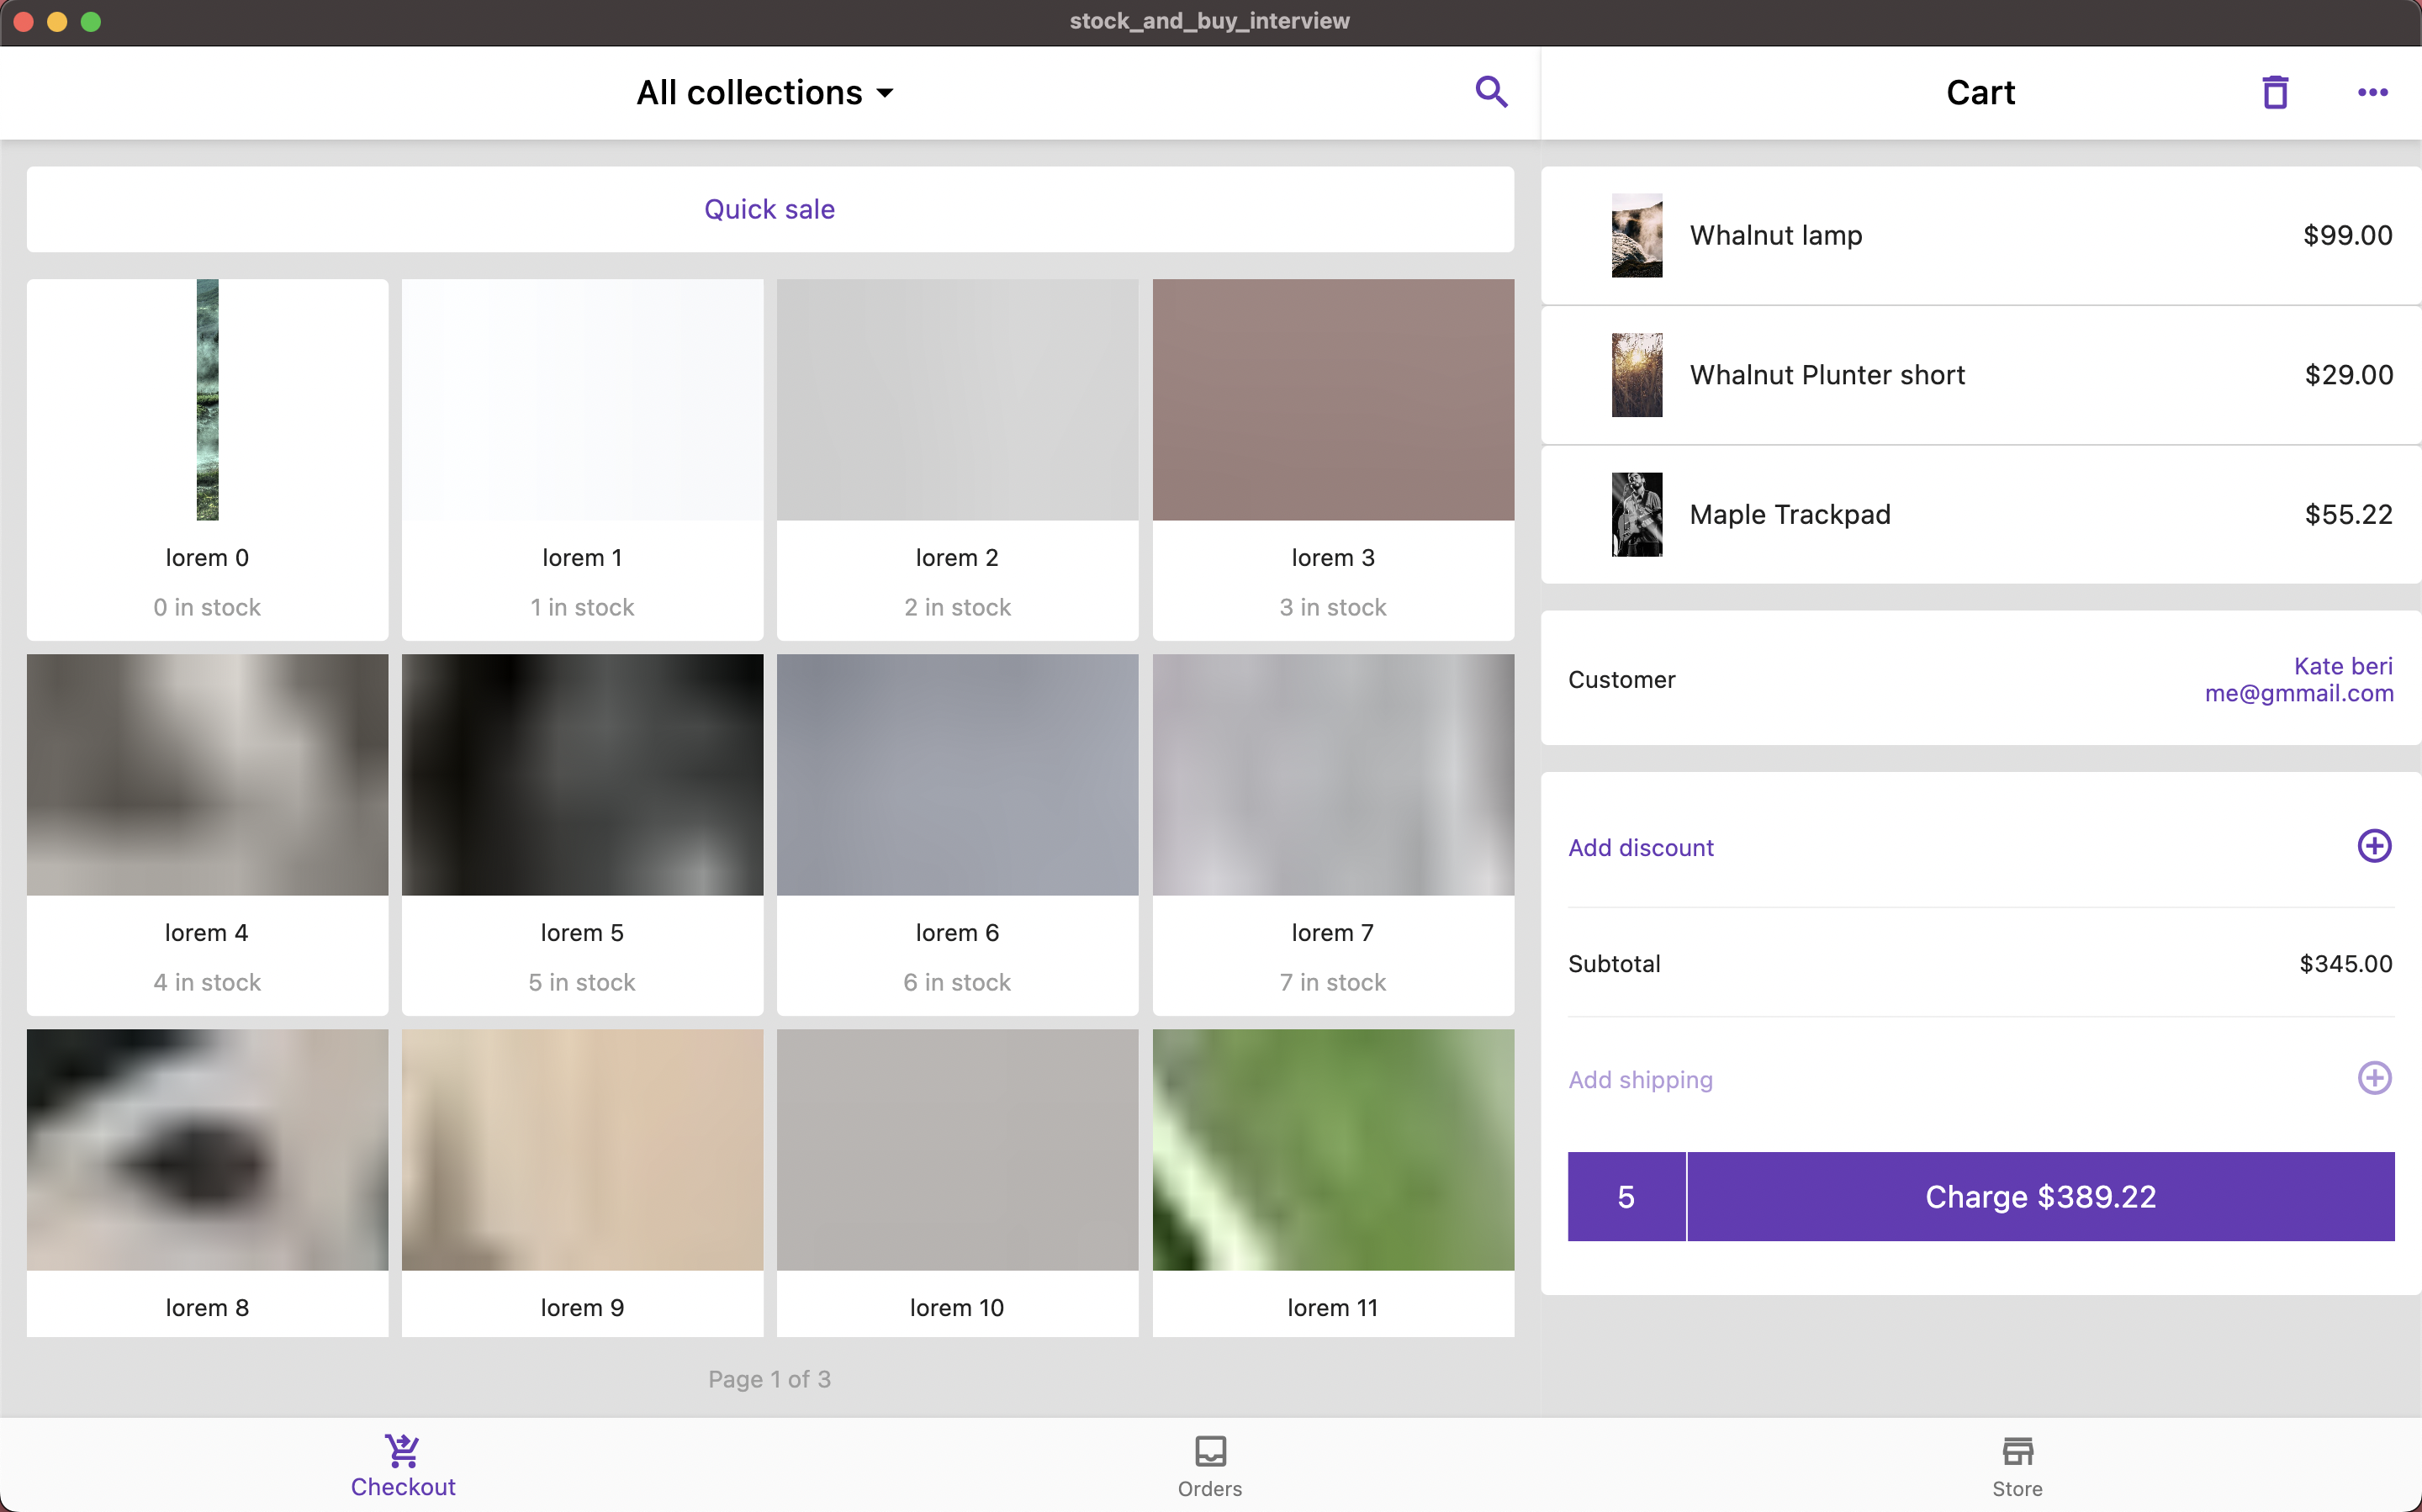 stock_and_buy_interview
All collections
Cart
Quick sale
lorem 0
0 in stock
lorem 1
1 in stock
lorem 2
2 in stock
lorem 3
3 in stock
lorem 4
4 in stock
lorem 5
5 in stock
lorem 6
6 in stock
lorem 7
7 in stock
lorem 8
lorem 9
lorem 10
lorem 11
Page 1 of 3
Whalnut lamp $99.00
Whalnut Plunter short $29.00
Maple Trackpad $55.22
Customer
Kate beri
me@gmmail.com
Add discount
Subtotal $345.00
Add shipping
5 Charge $389.22
Checkout
Orders
Store